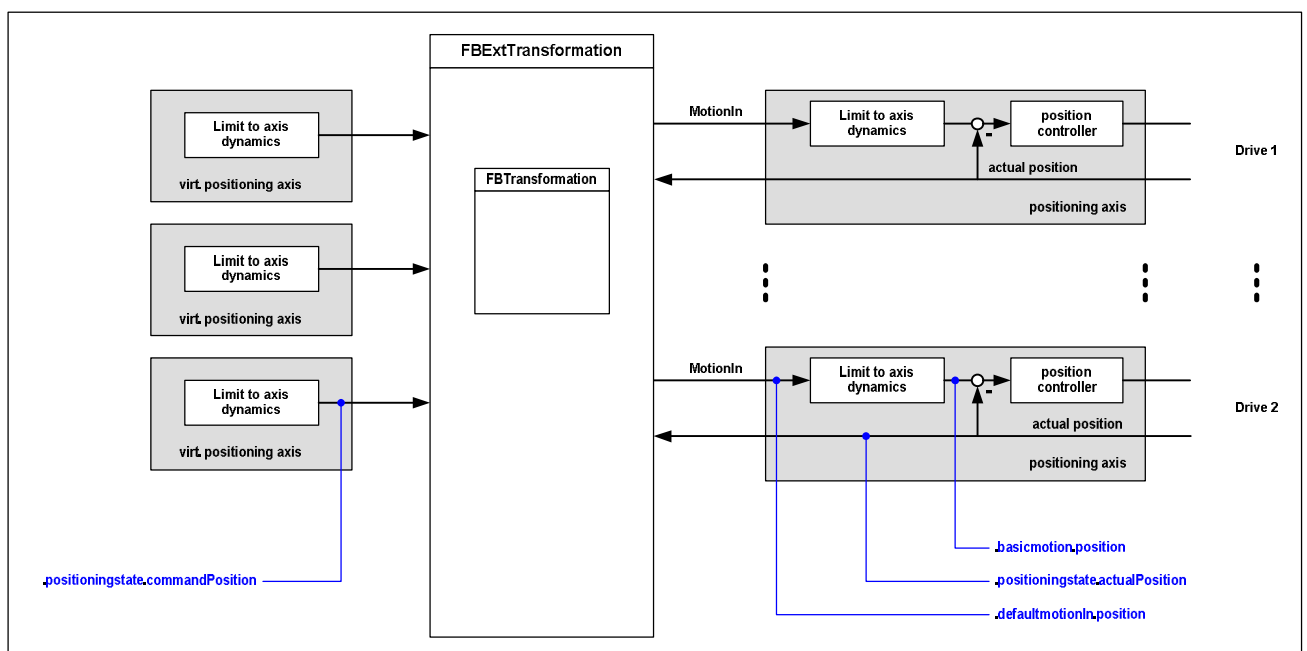 FBExtTransformation
Limit to axis
dynamics
virt. positioning axis
Limit to axis
dynamics
virt. positioning axis
Limit to axis
dynamics
virt. positioning axis
.positioningstate.commandPosition
FBTransformation
MotionIn
Limit to axis
dynamics
-
position
controller
actual position
positioning axis
Drive 1
MotionIn
Limit to axis
dynamics
-
position
controller
actual position
positioning axis
Drive 2
.basicmotion.position
.positioningstate.actualPosition
.defaultmotionIn.position